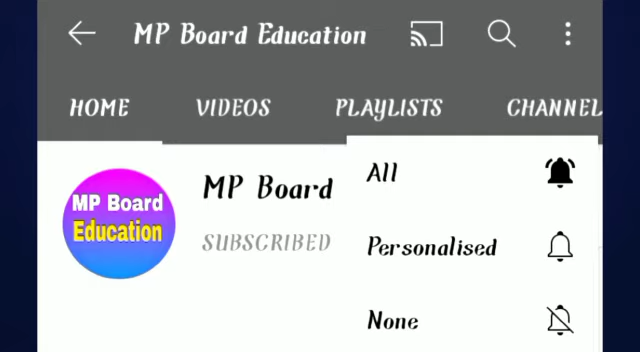 MP Board Education
HOME VIDEOS PLAYLISTS CHANNEL
All
MP Board
MP Board
Education
SUBSCRIBED
Personalised
None